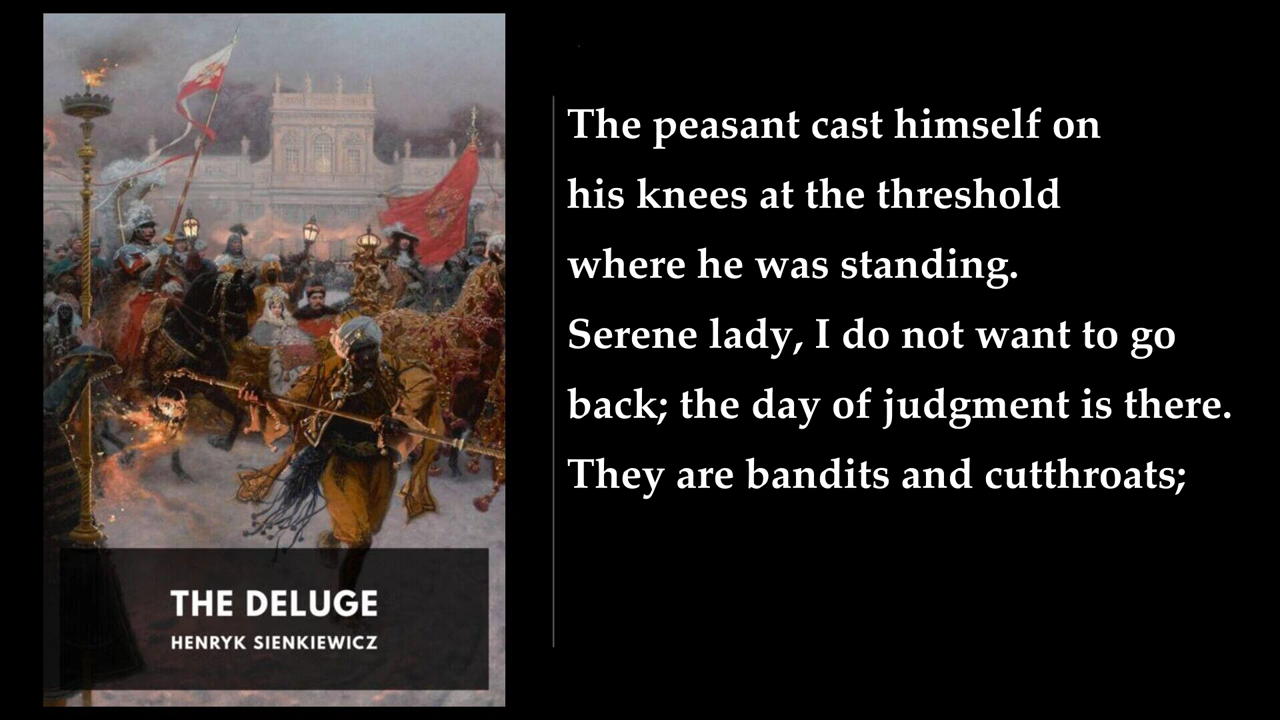 THE DELUGE
HENRYK SIENKIEWICZ
The peasant cast himself on
his knees at the threshold
where he was standing.
Serene lady, I do not want to go
back; the day of judgment is there.
They are bandits and cutthroats;